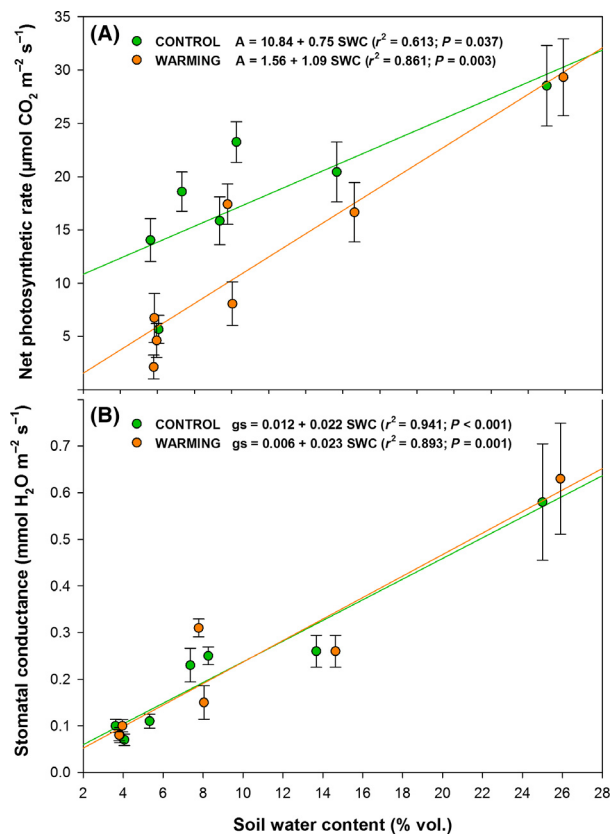 (A)
CONTROL A = 10.84 + 0.75 SWC (r² = 0.613; P = 0.037)
WARMING A = 1.56 + 1.09 SWC (r² = 0.861; P = 0.003)
Net photosynthetic rate (µmol CO₂ m⁻² s⁻¹)
35
30
25
20
15
10
5
(B)
CONTROL gs = 0.012 + 0.022 SWC (r² = 0.941; P < 0.001)
WARMING gs = 0.006 + 0.023 SWC (r² = 0.893; P = 0.001)
Stomatal conductance (mmol H₂O m⁻² s⁻¹)
0.7
0.6
0.5
0.4
0.3
0.2
0.1
0.0
2 4 6 8 10 12 14 16 18 20 22 24 26 28
Soil water content (% vol.)